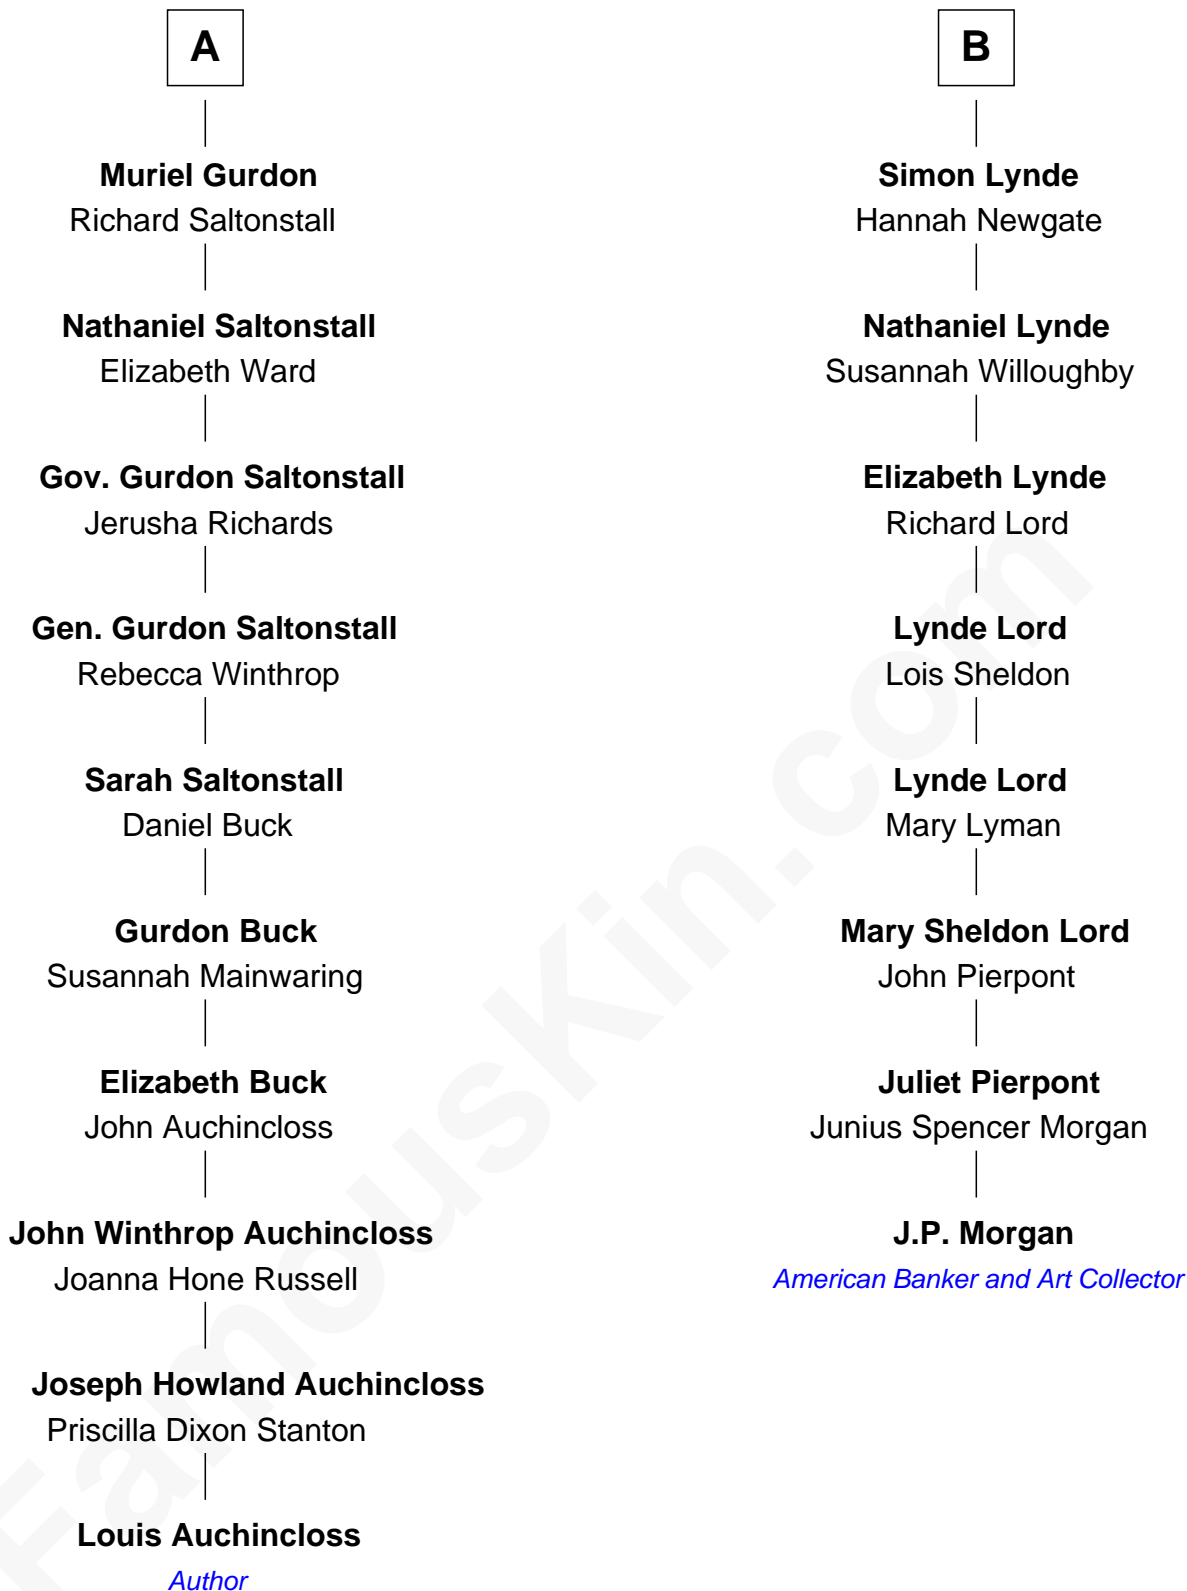 A
Muriel Gurdon
Richard Saltonstall
Nathaniel Saltonstall
Elizabeth Ward
Gov. Gurdon Saltonstall
Jerusha Richards
Gen. Gurdon Saltonstall
Rebecca Winthrop
Sarah Saltonstall
Daniel Buck
Gurdon Buck
Susannah Mainwaring
Elizabeth Buck
John Auchincloss
John Winthrop Auchincloss
Joanna Hone Russell
Joseph Howland Auchincloss
Priscilla Dixon Stanton
Louis Auchincloss
Author
B
Simon Lynde
Hannah Newgate
Nathaniel Lynde
Susannah Willoughby
Elizabeth Lynde
Richard Lord
Lynde Lord
Lois Sheldon
Lynde Lord
Mary Lyman
Mary Sheldon Lord
John Pierpont
Juliet Pierpont
Junius Spencer Morgan
J.P. Morgan
American Banker and Art Collector
FamousKin.com